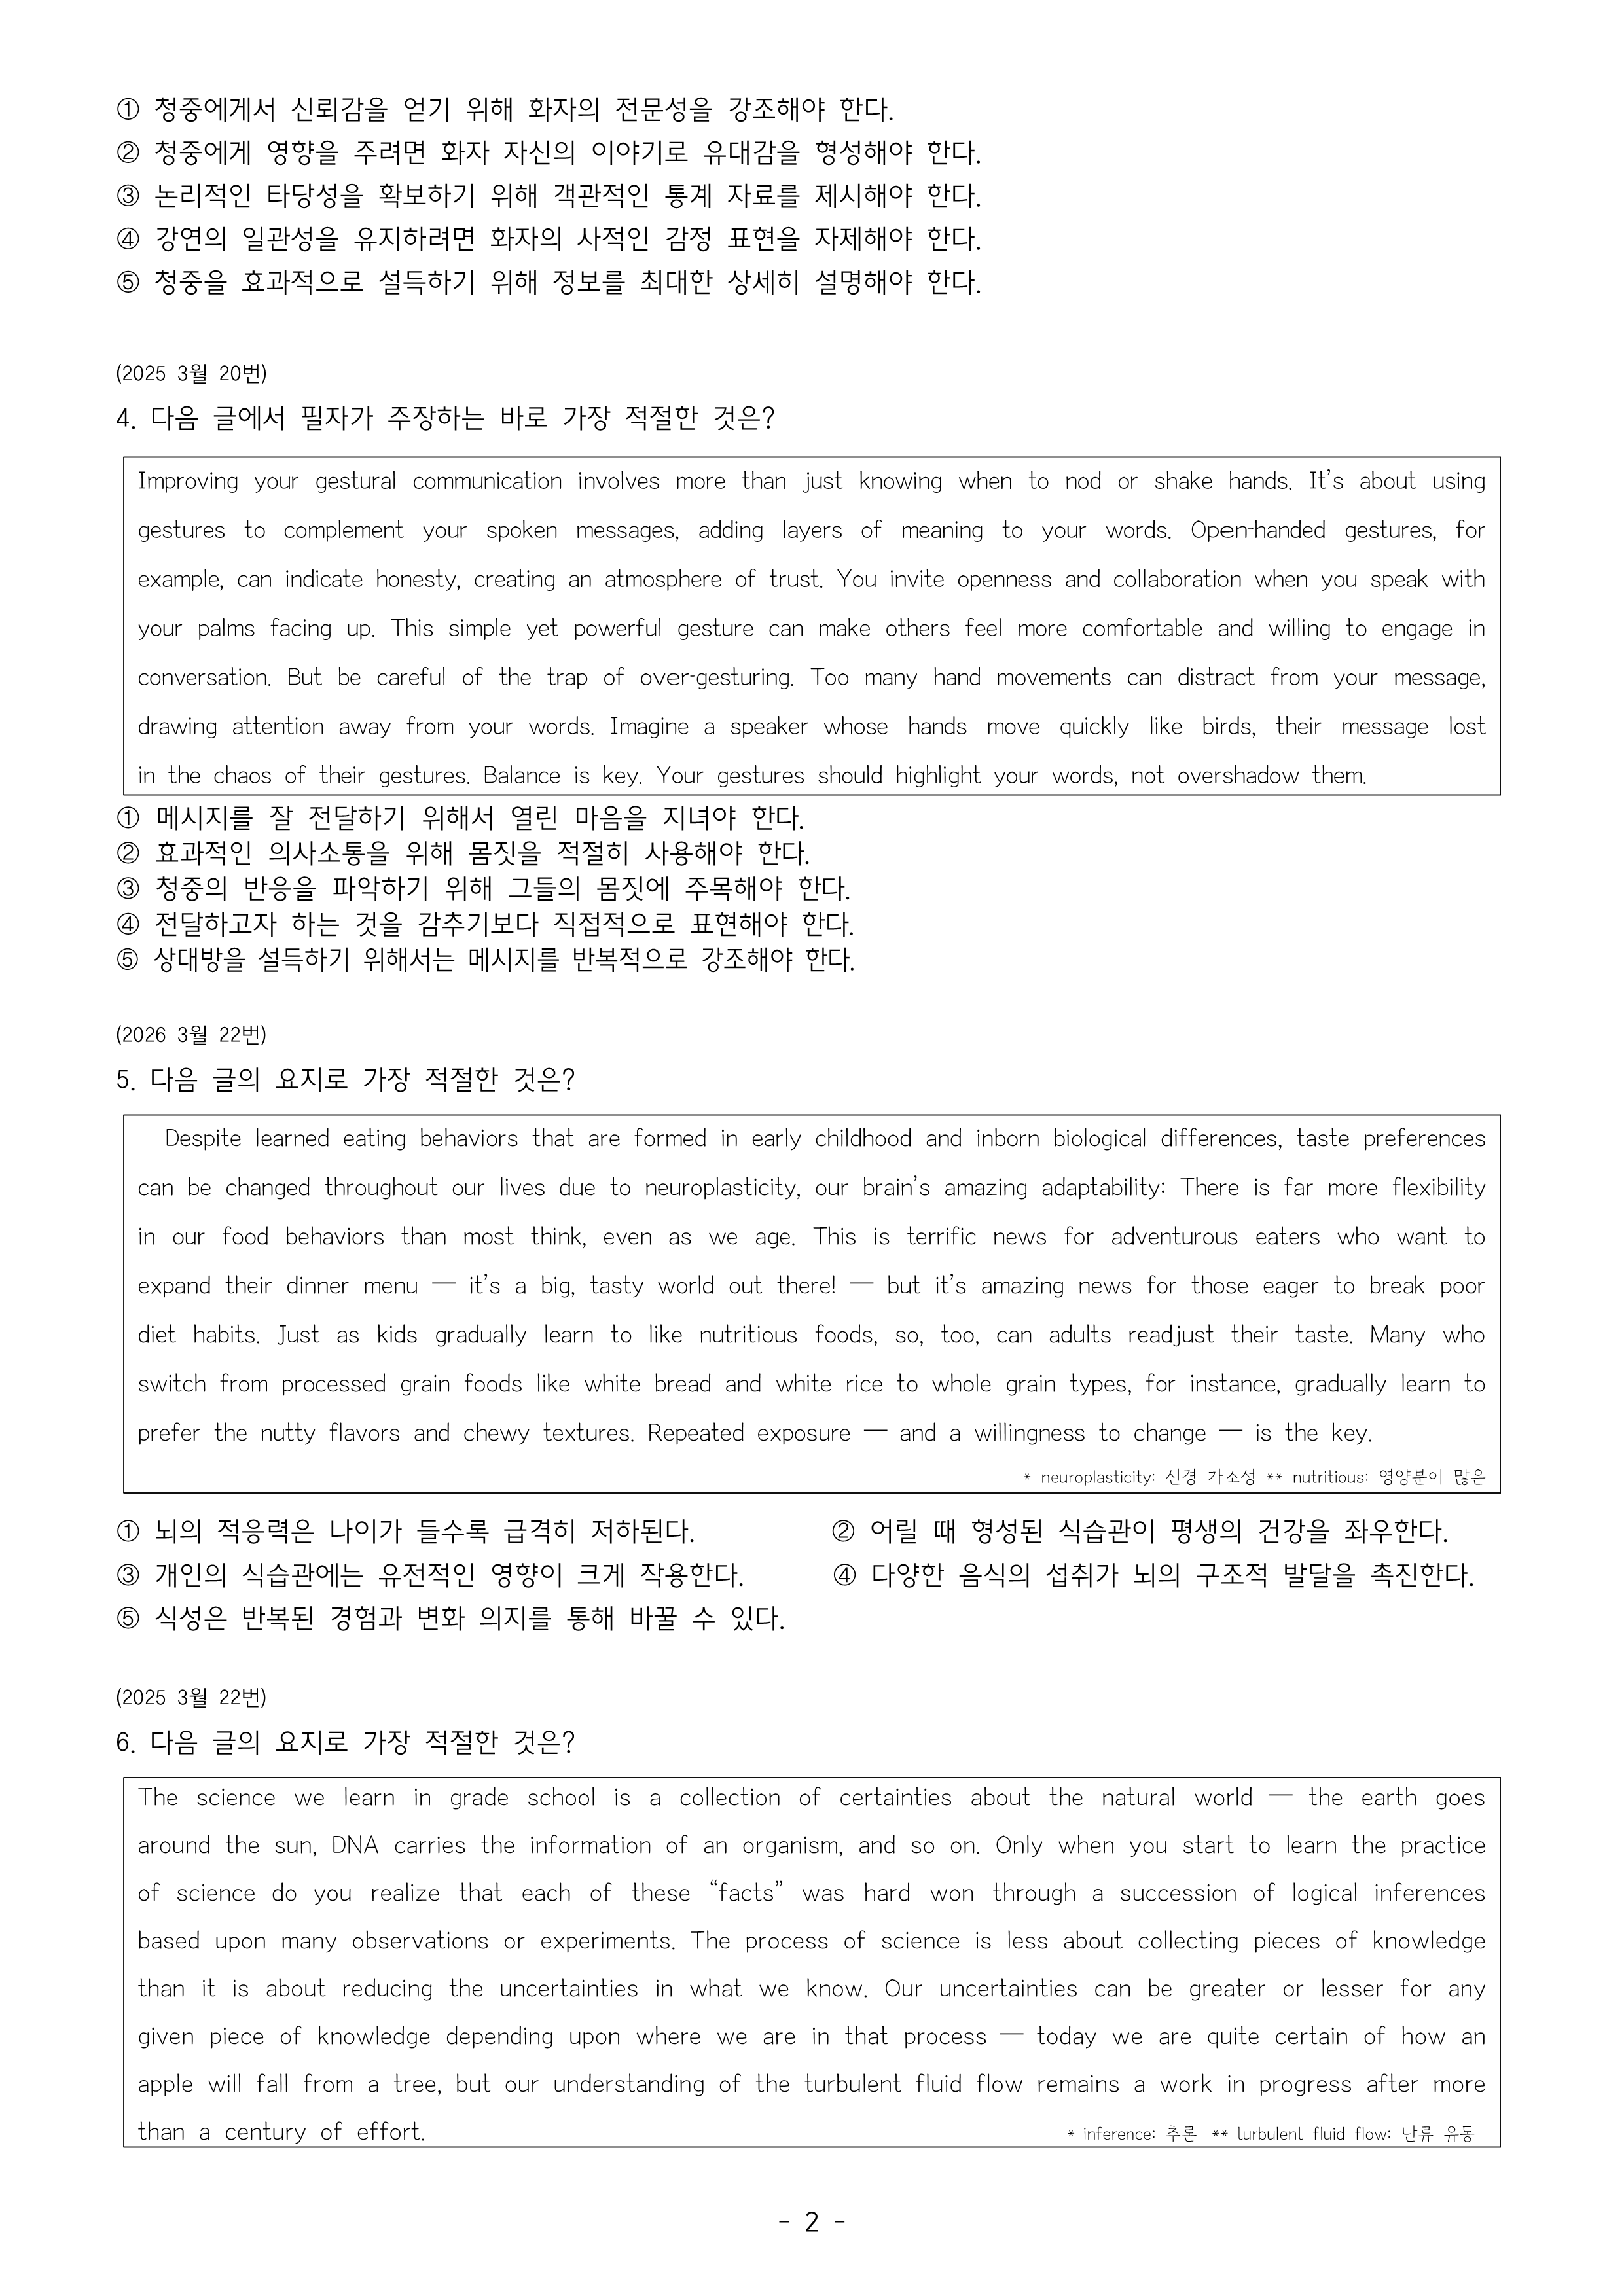 ① 청중에게서 신뢰감을 얻기 위해 화자의 전문성을 강조해야 한다.
② 청중에게 영향을 주려면 화자 자신의 이야기로 유대감을 형성해야 한다.
③ 논리적인 타당성을 확보하기 위해 객관적인 통계 자료를 제시해야 한다.
④ 강연의 일관성을 유지하려면 화자의 사적인 감정 표현을 자제해야 한다.
⑤ 청중을 효과적으로 설득하기 위해 정보를 최대한 상세히 설명해야 한다.
(2025 3월 20번)
4. 다음 글에서 필자가 주장하는 바로 가장 적절한 것은?
Improving your gestural communication involves more than just knowing when to nod or shake hands. It's about using
gestures to complement your spoken messages, adding layers of meaning to your words. Open-handed gestures, for
example, can indicate honesty, creating an atmosphere of trust. You invite openness and collaboration when you speak with
your palms facing up. This simple yet powerful gesture can make others feel more comfortable and willing to engage in
conversation. But be careful of the trap of over-gesturing. Too many hand movements can distract from your message,
drawing attention away from your words. Imagine a speaker whose hands move quickly like birds, their message lost
in the chaos of their gestures. Balance is key. Your gestures should highlight your words, not overshadow them.
① 메시지를 잘 전달하기 위해서 열린 마음을 지녀야 한다.
② 효과적인 의사소통을 위해 몸짓을 적절히 사용해야 한다.
③ 청중의 반응을 파악하기 위해 그들의 몸짓에 주목해야 한다.
④ 전달하고자 하는 것을 감추기보다 직접적으로 표현해야 한다.
⑤ 상대방을 설득하기 위해서는 메시지를 반복적으로 강조해야 한다.
(2026 3월 22번)
5. 다음 글의 요지로 가장 적절한 것은?
Despite learned eating behaviors that are formed in early childhood and inborn biological differences, taste preferences
can be changed throughout our lives due to neuroplasticity, our brain's amazing adaptability: There is far more flexibility
in our food behaviors than most think, even as we age. This is terrific news for adventurous eaters who want to
expand their dinner menu — it's a big, tasty world out there! — but it's amazing news for those eager to break poor
diet habits. Just as kids gradually learn to like nutritious foods, so, too, can adults readjust their taste. Many who
switch from processed grain foods like white bread and white rice to whole grain types, for instance, gradually learn to
prefer the nutty flavors and chewy textures. Repeated exposure — and a willingness to change — is the key.
* neuroplasticity: 신경 가소성 ** nutritious: 영양분이 많은
① 뇌의 적응력은 나이가 들수록 급격히 저하된다. ② 어릴 때 형성된 식습관이 평생의 건강을 좌우한다.
③ 개인의 식습관에는 유전적인 영향이 크게 작용한다. ④ 다양한 음식의 섭취가 뇌의 구조적 발달을 촉진한다.
⑤ 식성은 반복된 경험과 변화 의지를 통해 바꿀 수 있다.
(2025 3월 22번)
6. 다음 글의 요지로 가장 적절한 것은?
The science we learn in grade school is a collection of certainties about the natural world — the earth goes
around the sun, DNA carries the information of an organism, and so on. Only when you start to learn the practice
of science do you realize that each of these “facts” was hard won through a succession of logical inferences
based upon many observations or experiments. The process of science is less about collecting pieces of knowledge
than it is about reducing the uncertainties in what we know. Our uncertainties can be greater or lesser for any
given piece of knowledge depending upon where we are in that process — today we are quite certain of how an
apple will fall from a tree, but our understanding of the turbulent fluid flow remains a work in progress after more
than a century of effort. * inference: 추론 ** turbulent fluid flow: 난류 유동
- 2 -